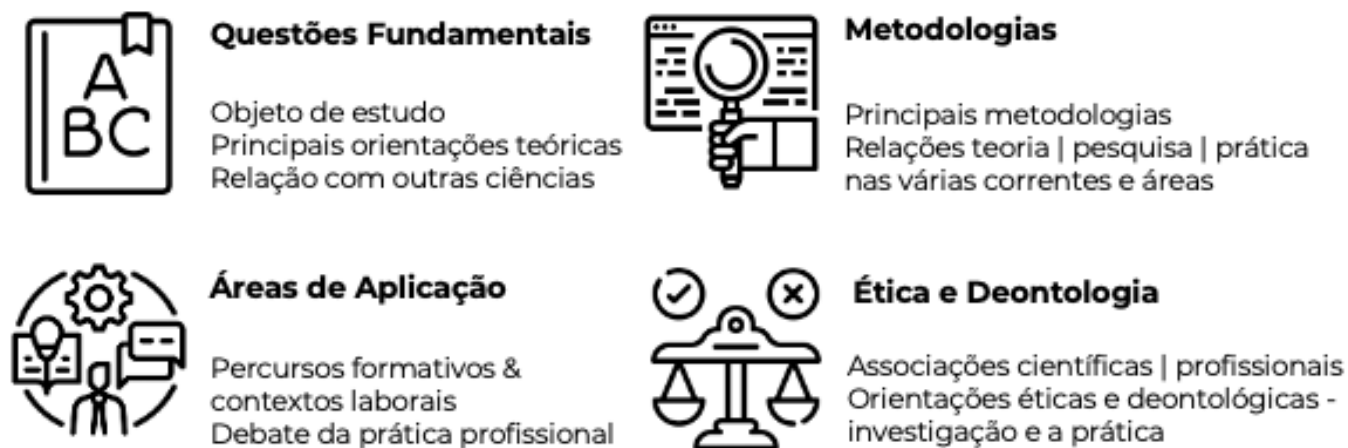 A
BC
Questões Fundamentais
Objeto de estudo
Principais orientações teóricas
Relação com outras ciências
Metodologias
Principais metodologias
Relações teoria | pesquisa | prática
nas várias correntes e áreas
Áreas de Aplicação
Percursos formativos &
contextos laborais
Debate da prática profissional
Ética e Deontologia
Associações científicas | profissionais
Orientações éticas e deontológicas -
investigação e a prática